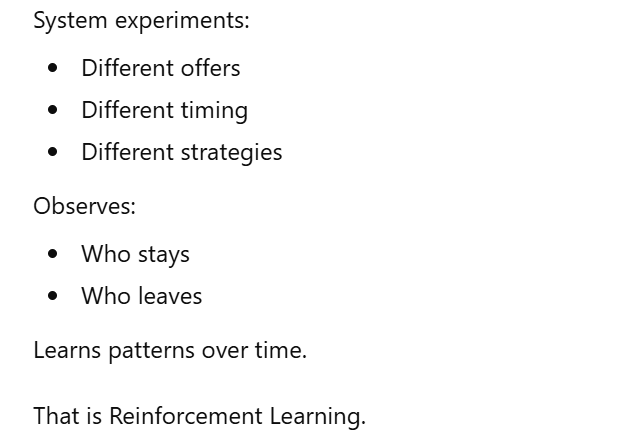 System experiments:
• Different offers
• Different timing
• Different strategies
Observes:
• Who stays
• Who leaves
Learns patterns over time.
That is Reinforcement Learning.